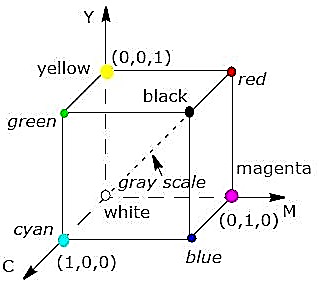 Y
yellow
(0,0,1)
red
black
green
magenta
gray scale
white
M
(0,1,0)
cyan
C
(1,0,0)
blue